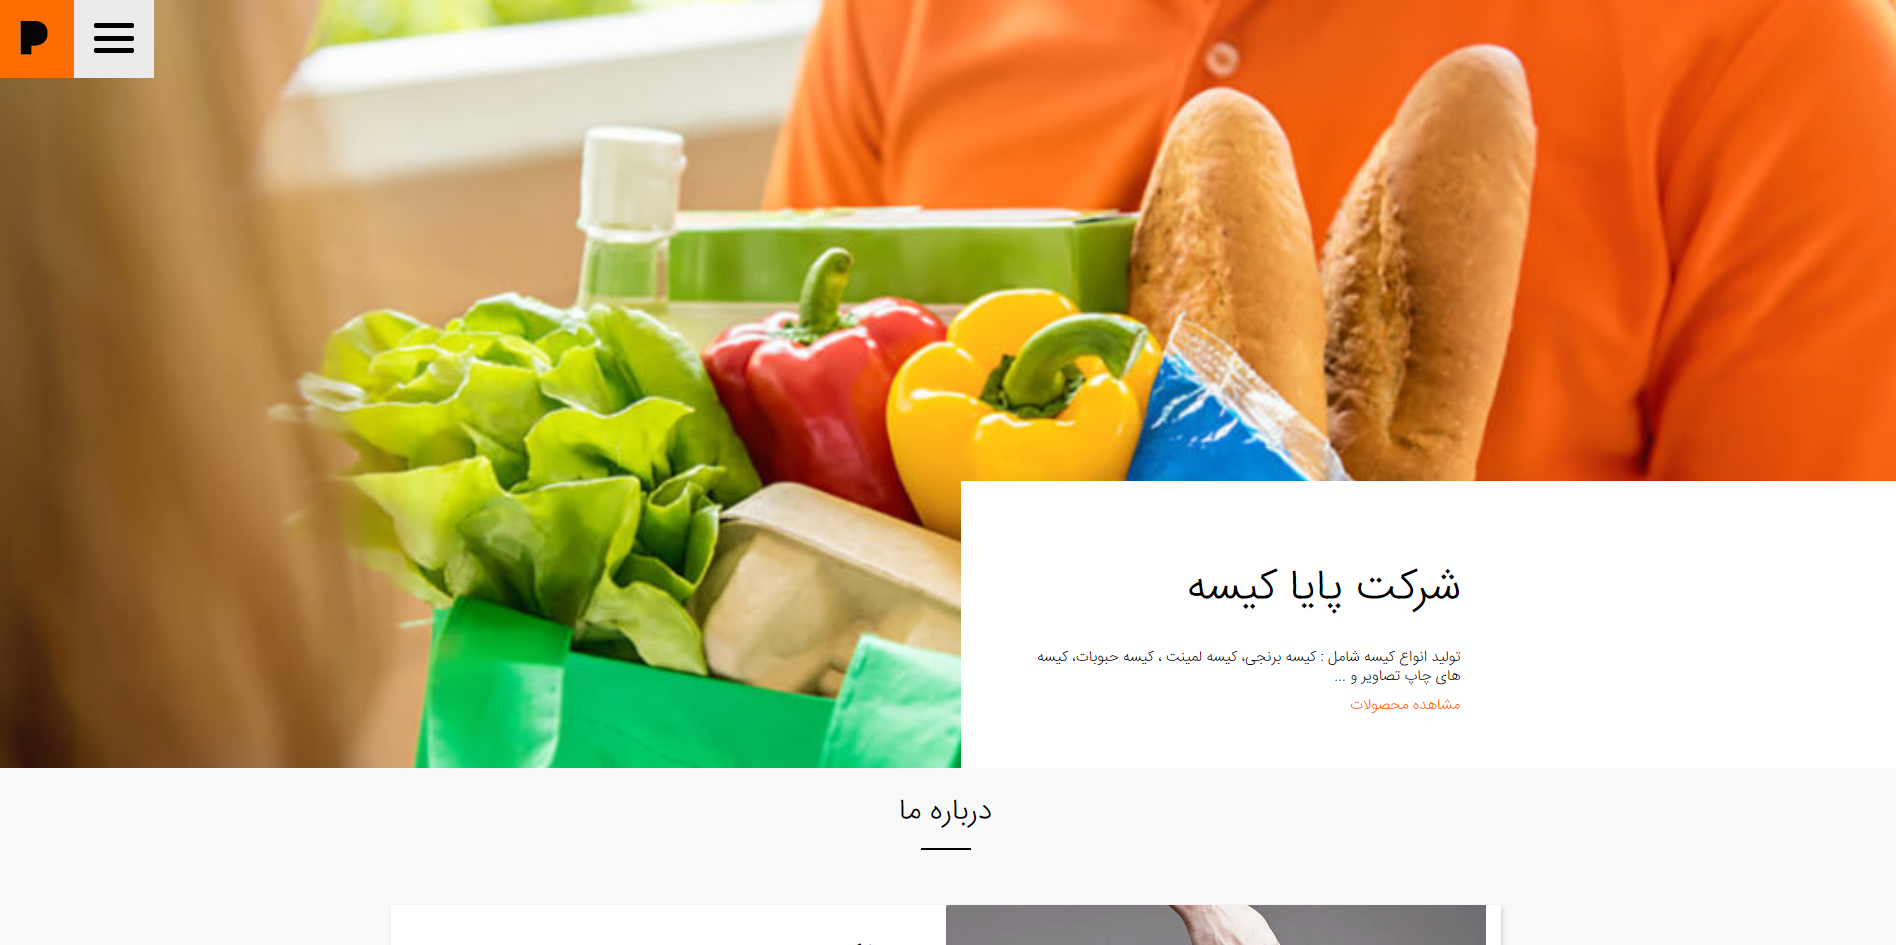 P
شرکت پایا کیسه
تولید انواع کیسه شامل : کیسه برنجی، کیسه لمینت ، کیسه حبوبات، کیسه
های چاپ تصاویر و ...
مشاهده محصولات
درباره ما